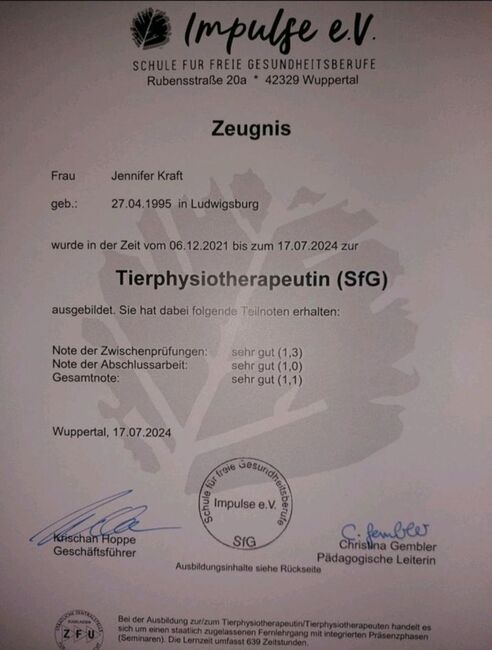 Impulse e.V.
SCHULE FÜR FREIE GESUNDHEITSBERUFE
Rubensstraße 20a * 42329 Wuppertal
Zeugnis
Frau Jennifer Kraft
geb.: 27.04.1995 in Ludwigsburg
wurde in der Zeit vom 06.12.2021 bis zum 17.07.2024 zur
Tierphysiotherapeutin (SfG)
ausgebildet. Sie hat dabei folgende Teilnoten erhalten:
Note der Zwischenprüfungen: sehr gut (1,3)
Note der Abschlussarbeit: sehr gut (1,0)
Gesamtnote: sehr gut (1,1)
Wuppertal, 17.07.2024
Schule für freie Gesundheitsberufe
Impulse e.V.
SfG
C. Gembler
Krischan Hoppe
Geschäftsführer
Christina Gembler
Pädagogische Leiterin
Ausbildungsinhalte siehe Rückseite
ZFU
Bei der Ausbildung zur/zum Tierphysiotherapeutin/Tierphysiotherapeuten handelt es
sich um einen staatlich zugelassenen Fernlehrgang mit integrierten Präsenzphasen
(Seminaren). Die Lernzeit umfasst 639 Zeitstunden.